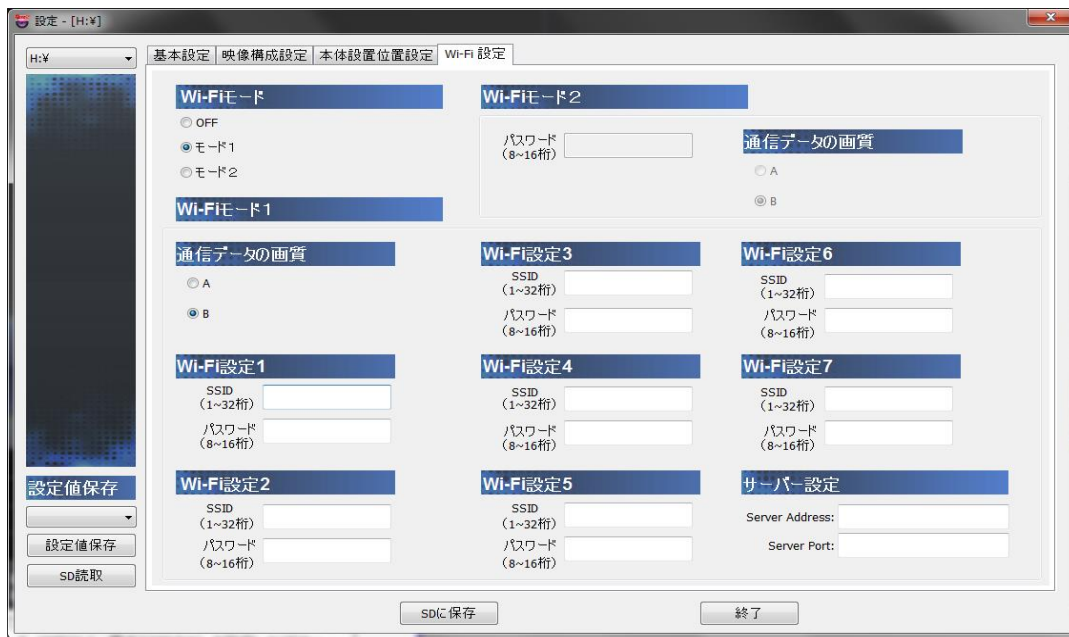 設定 - [H:¥]
H:¥
基本設定 映像構成設定 本体設置位置設定 Wi-Fi 設定
Wi-Fiモード
OFF
モード1
モード2
Wi-Fiモード2
パスワード
(8~16桁)
通信データの画質
A
B
Wi-Fiモード1
通信データの画質
A
B
Wi-Fi設定1
SSID
(1~32桁)
パスワード
(8~16桁)
Wi-Fi設定2
SSID
(1~32桁)
パスワード
(8~16桁)
Wi-Fi設定3
SSID
(1~32桁)
パスワード
(8~16桁)
Wi-Fi設定4
SSID
(1~32桁)
パスワード
(8~16桁)
Wi-Fi設定5
SSID
(1~32桁)
パスワード
(8~16桁)
Wi-Fi設定6
SSID
(1~32桁)
パスワード
(8~16桁)
Wi-Fi設定7
SSID
(1~32桁)
パスワード
(8~16桁)
サーバー設定
Server Address:
Server Port:
設定値保存
設定値保存
SD読取
SDに保存
終了